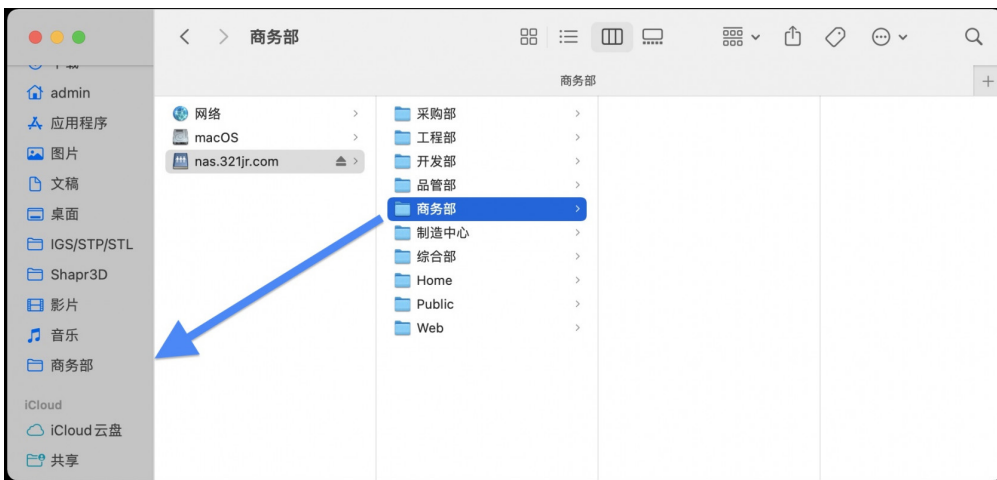 商务部
商务部
admin
应用程序
图片
文稿
桌面
IGS/STP/STL
Shapr3D
影片
音乐
商务部
iCloud
iCloud云盘
共享
网络
macOS
nas.321jr.com
采购部
工程部
开发部
品管部
商务部
制造中心
综合部
Home
Public
Web